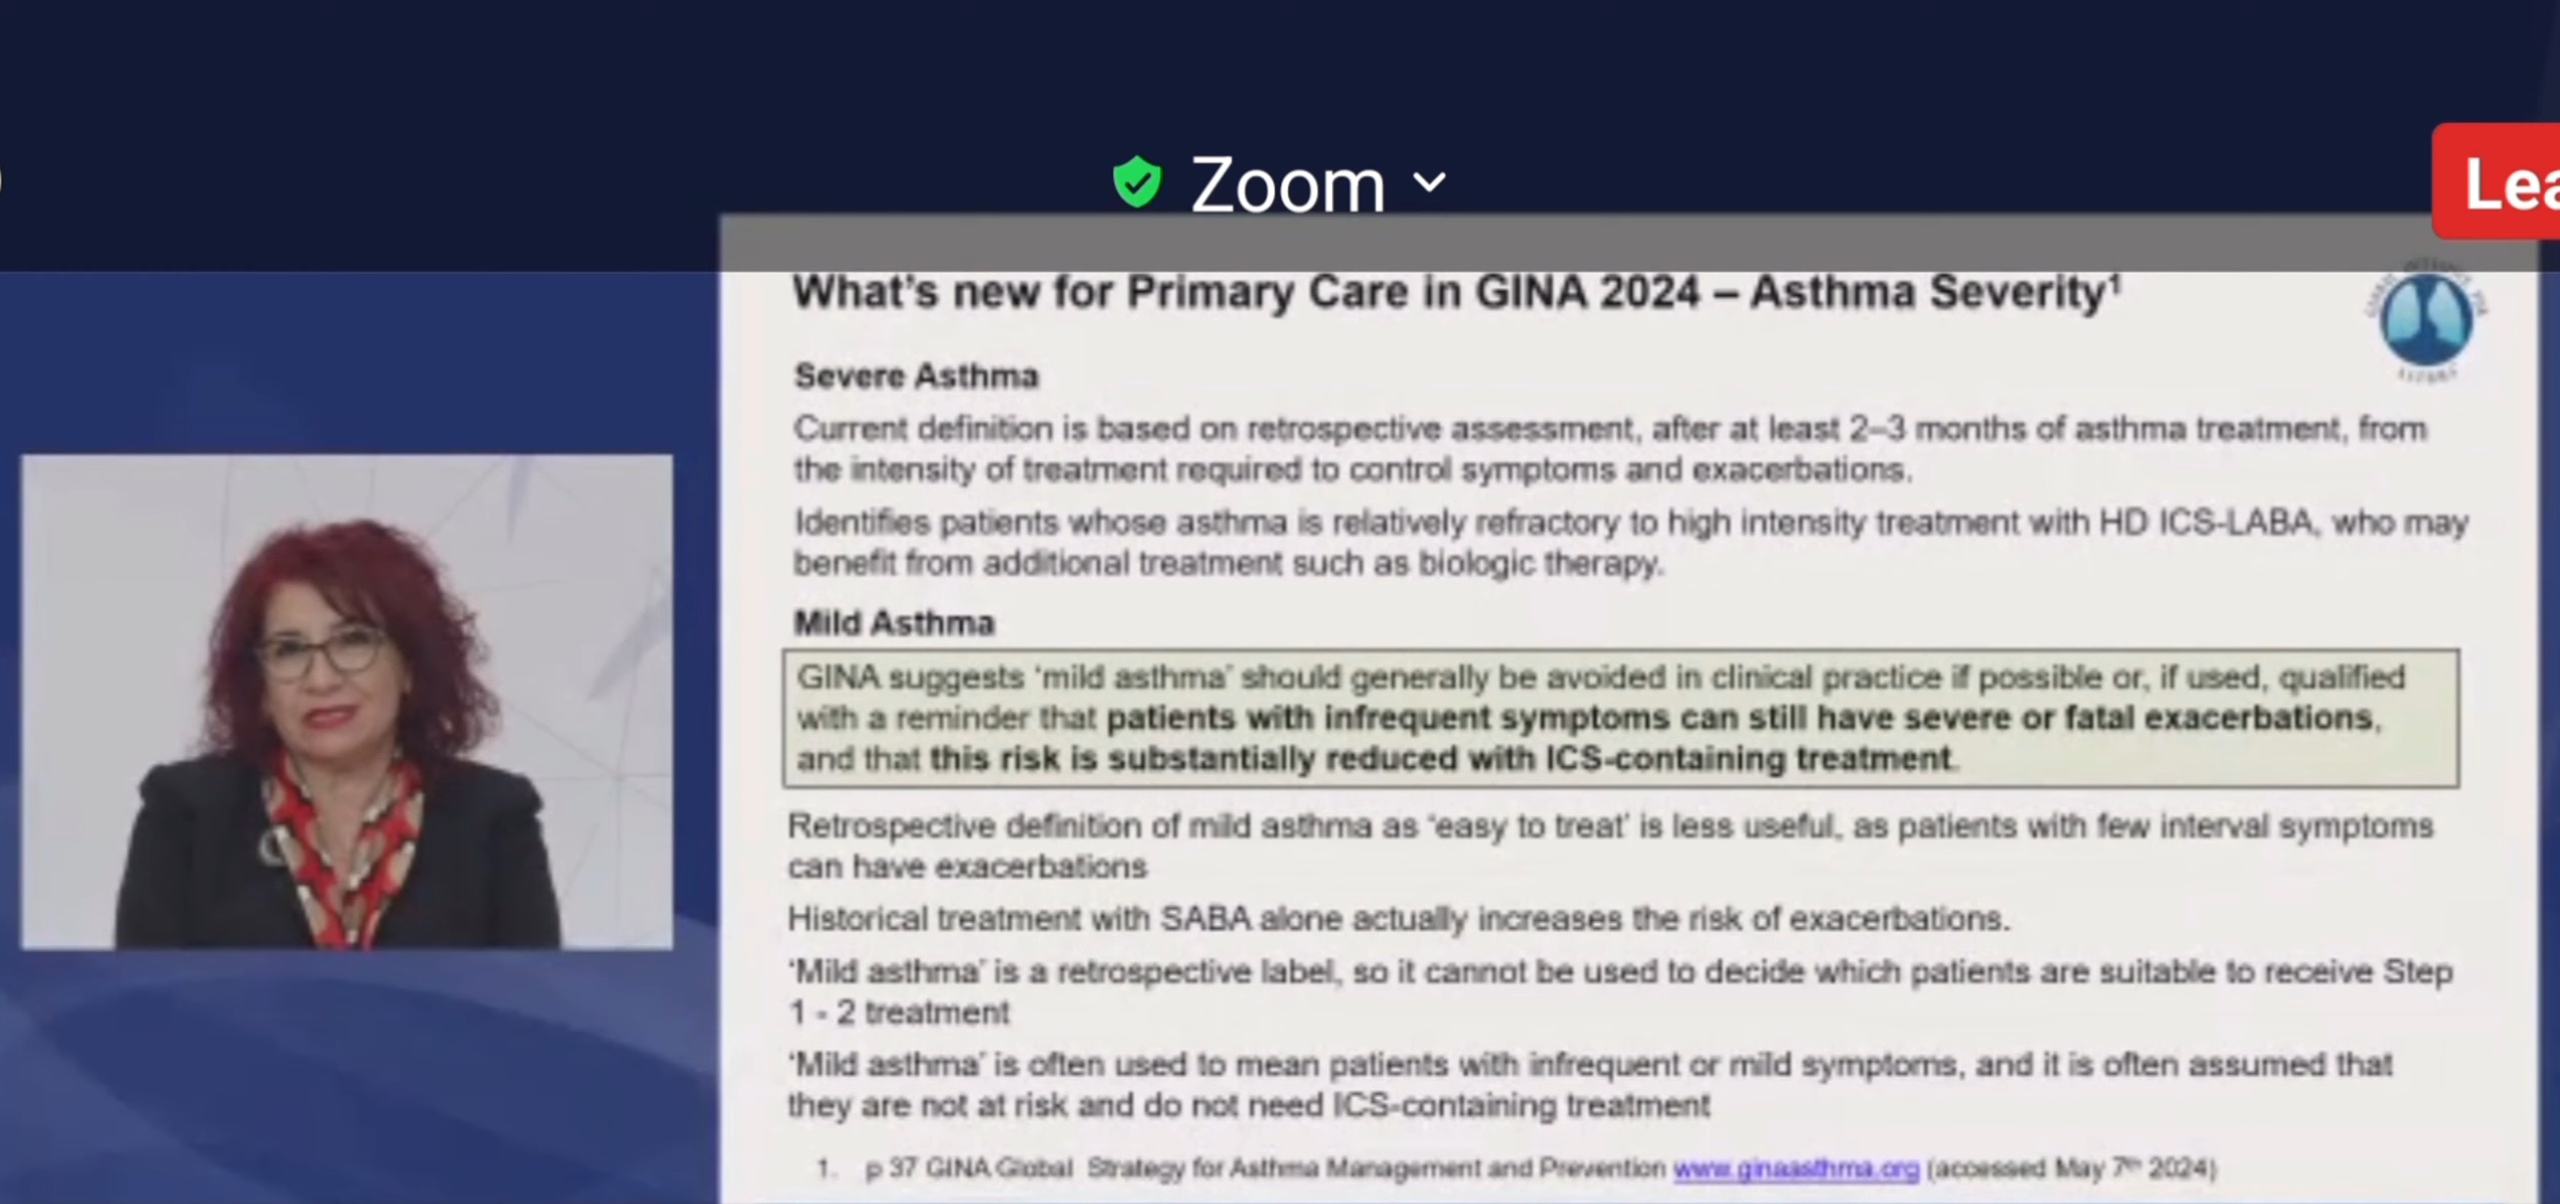 Zoom
Lea
What's new for Primary Care in GINA 2024 – Asthma Severity¹
Severe Asthma
Current definition is based on retrospective assessment, after at least 2–3 months of asthma treatment, from
the intensity of treatment required to control symptoms and exacerbations.
Identifies patients whose asthma is relatively refractory to high intensity treatment with HD ICS-LABA, who may
benefit from additional treatment such as biologic therapy.
Mild Asthma
GINA suggests 'mild asthma' should generally be avoided in clinical practice if possible or, if used, qualified
with a reminder that patients with infrequent symptoms can still have severe or fatal exacerbations,
and that this risk is substantially reduced with ICS-containing treatment.
Retrospective definition of mild asthma as 'easy to treat' is less useful, as patients with few interval symptoms
can have exacerbations
Historical treatment with SABA alone actually increases the risk of exacerbations.
'Mild asthma' is a retrospective label, so it cannot be used to decide which patients are suitable to receive Step
1 - 2 treatment
'Mild asthma' is often used to mean patients with infrequent or mild symptoms, and it is often assumed that
they are not at risk and do not need ICS-containing treatment
1. p 37 GINA Global Strategy for Asthma Management and Prevention www.ginaasthma.org (accessed May 7th 2024)